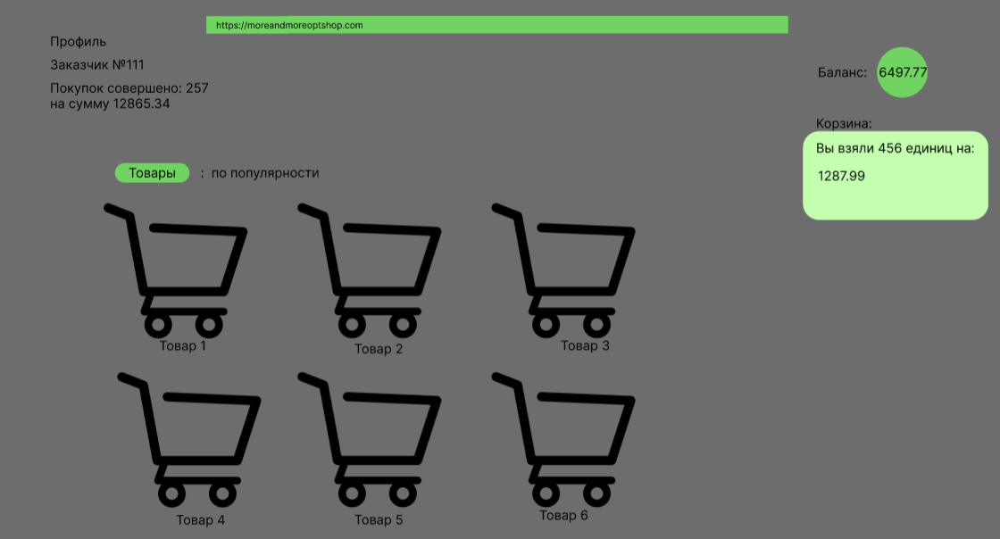 https://moreandmoreoptshop.com
Профиль
Заказчик №111
Покупок совершено: 257
на сумму 12865.34
Баланс: 6497.77
Корзина:
Вы взяли 456 единиц на:
1287.99
Товары : по популярности
Товар 1
Товар 2
Товар 3
Товар 4
Товар 5
Товар 6